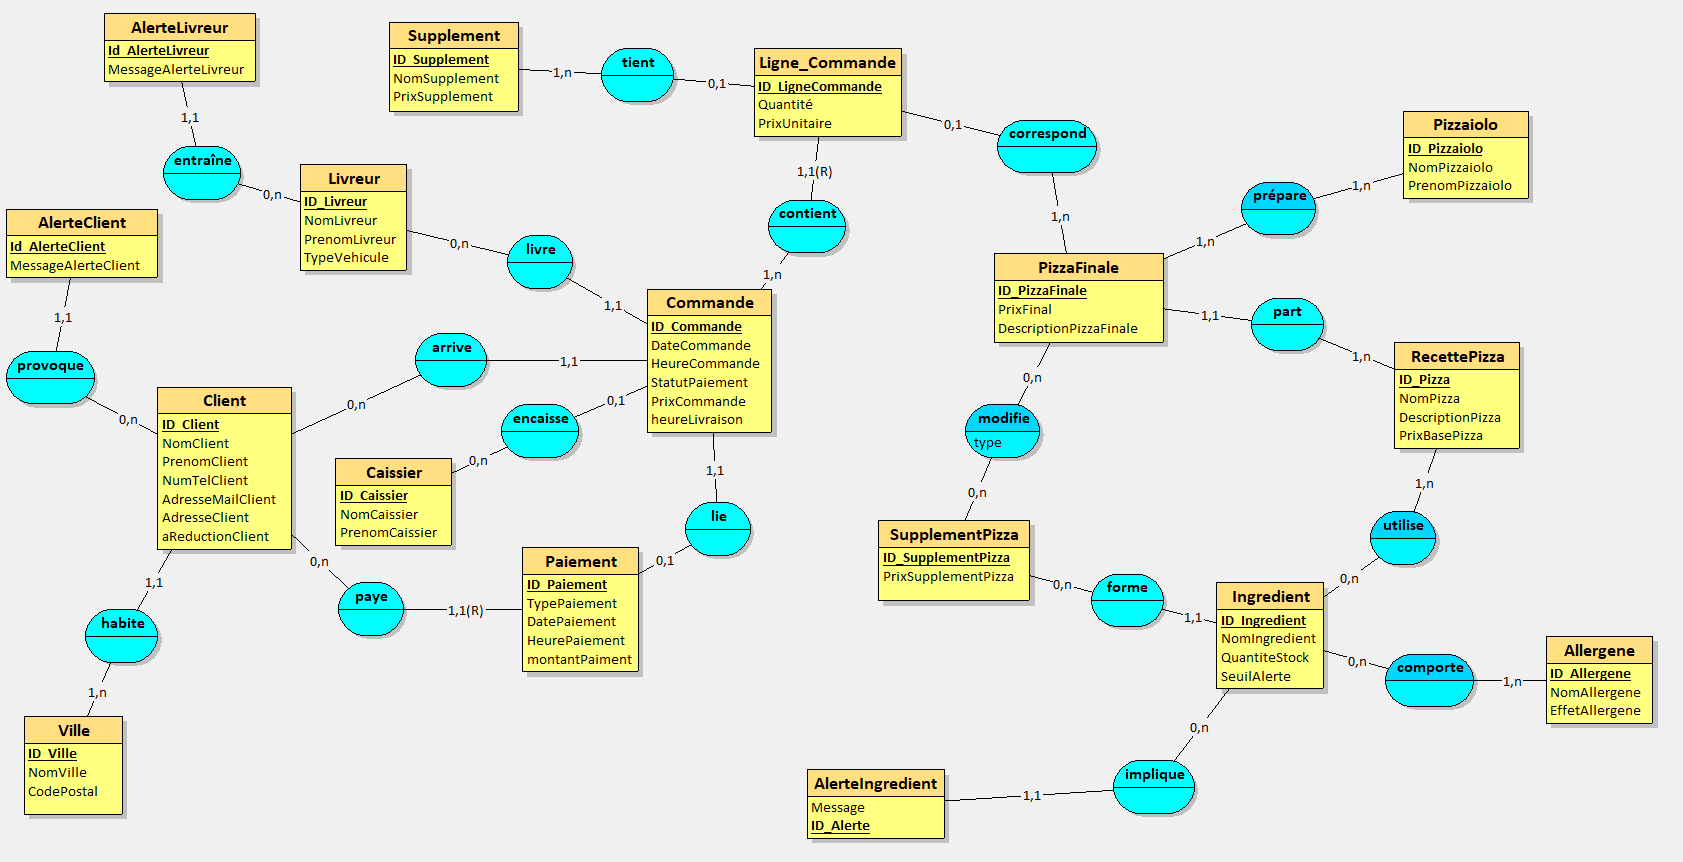 AlerteLivreur
Id_AlerteLivreur
MessageAlerteLivreur
1,1
entraîne
0,n
Supplement
ID_Supplement
NomSupplement
PrixSupplement
1,n
tient
0,1
Ligne_Commande
ID_LigneCommande
Quantité
PrixUnitaire
0,1
correspond
1,n
1,1(R)
contient
1,n
Pizzaiolo
ID_Pizzaiolo
NomPizzaiolo
PrenomPizzaiolo
1,n
prépare
1,n
Livreur
ID_Livreur
NomLivreur
PrenomLivreur
TypeVehicule
0,n
livre
1,1
AlerteClient
Id_AlerteClient
MessageAlerteClient
1,1
provoque
0,n
PizzaFinale
ID_PizzaFinale
PrixFinal
DescriptionPizzaFinale
1,1
part
1,n
Commande
ID_Commande
DateCommande
HeureCommande
StatutPaiement
PrixCommande
heureLivraison
arrive
1,1
0,n
encaisse
0,1
0,n
RecettePizza
ID_Pizza
NomPizza
DescriptionPizza
PrixBasePizza
1,n
utilise
0,n
0,n
modifie
type
0,n
Client
ID_Client
NomClient
PrenomClient
NumTelClient
AdresseMailClient
AdresseClient
aReductionClient
Caissier
ID_Caissier
NomCaissier
PrenomCaissier
1,1
lie
0,1
Paiement
ID_Paiement
TypePaiement
DatePaiement
HeurePaiement
montantPaiment
0,n
paye
1,1(R)
SupplementPizza
ID_SupplementPizza
PrixSupplementPizza
0,n
forme
1,1
Ingredient
ID_Ingredient
NomIngredient
QuantiteStock
SeuilAlerte
0,n
comporte
1,n
Allergene
ID_Allergene
NomAllergene
EffetAllergene
1,1
habite
1,n
Ville
ID_Ville
NomVille
CodePostal
0,n
implique
1,1
AlerteIngredient
Message
ID_Alerte